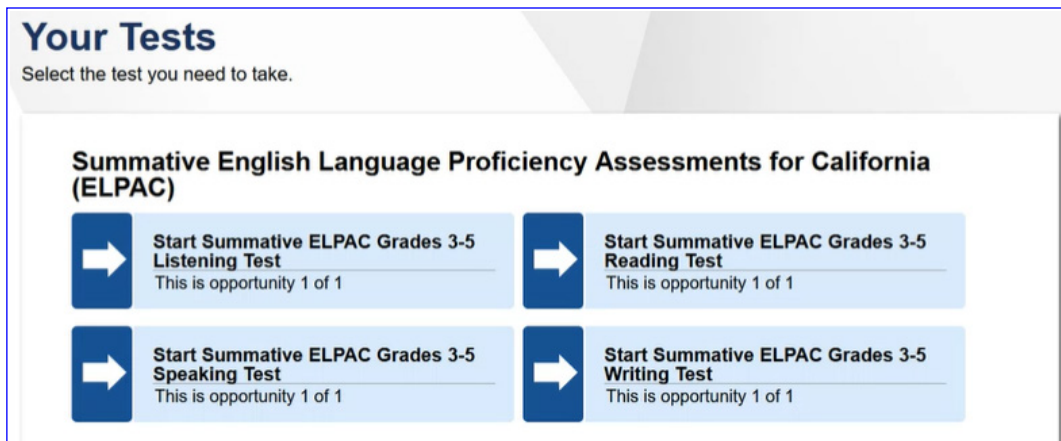 Your Tests
Select the test you need to take.
Summative English Language Proficiency Assessments for California
(ELPAC)
Start Summative ELPAC Grades 3-5
Listening Test
This is opportunity 1 of 1
Start Summative ELPAC Grades 3-5
Reading Test
This is opportunity 1 of 1
Start Summative ELPAC Grades 3-5
Speaking Test
This is opportunity 1 of 1
Start Summative ELPAC Grades 3-5
Writing Test
This is opportunity 1 of 1